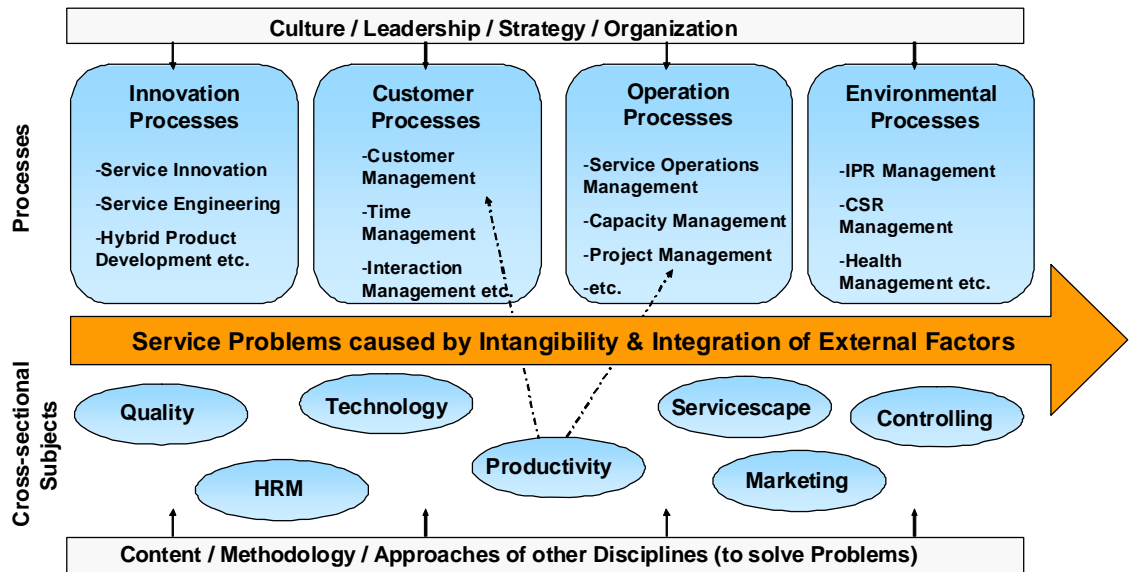 Culture / Leadership / Strategy / Organization
Processes
Innovation
Processes
-Service Innovation
-Service Engineering
-Hybrid Product
Development etc.
Customer
Processes
-Customer
Management
-Time
Management
-Interaction
Management etc.
Operation
Processes
-Service Operations
Management
-Capacity Management
-Project Management
-etc.
Environmental
Processes
-IPR Management
-CSR
Management
-Health
Management etc.
Service Problems caused by Intangibility & Integration of External Factors
Cross-sectional
Subjects
Quality
Technology
Servicescape
Controlling
HRM
Productivity
Marketing
Content / Methodology / Approaches of other Disciplines (to solve Problems)